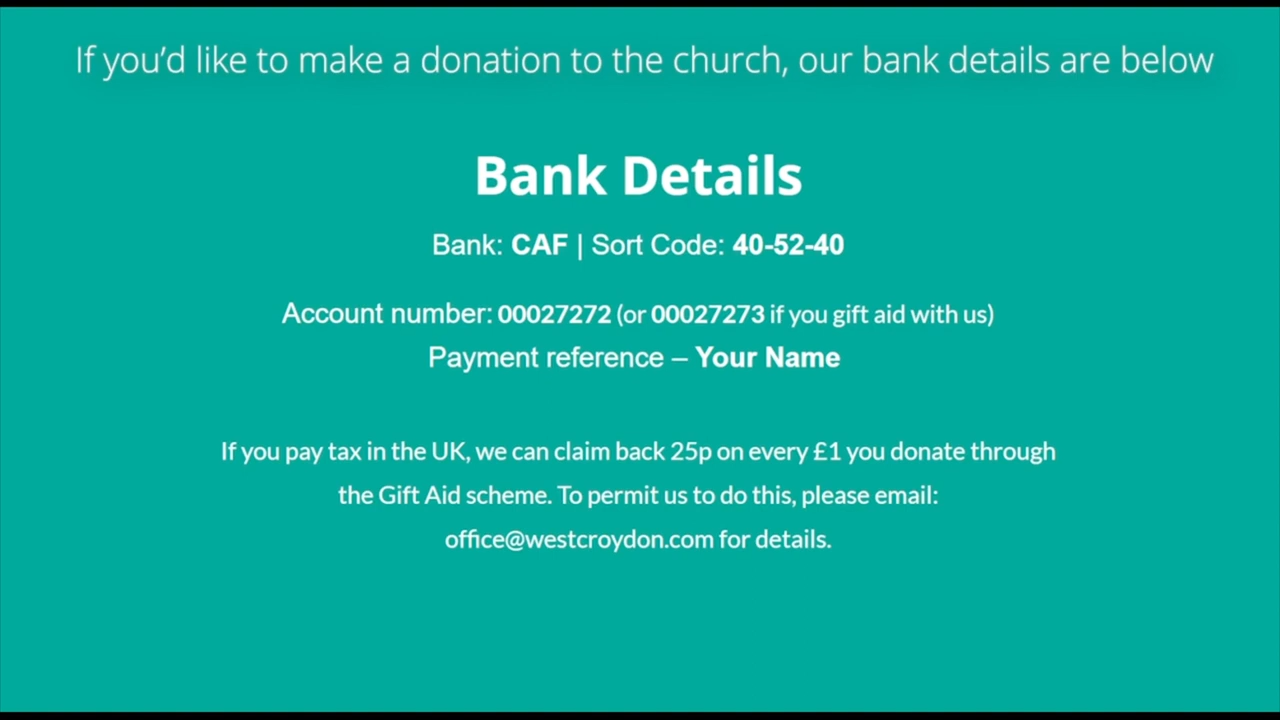 If you’d like to make a donation to the church, our bank details are below
Bank Details
Bank: CAF | Sort Code: 40-52-40
Account number: 00027272 (or 00027273 if you gift aid with us)
Payment reference – Your Name
If you pay tax in the UK, we can claim back 25p on every £1 you donate through
the Gift Aid scheme. To permit us to do this, please email:
office@westcroydon.com for details.